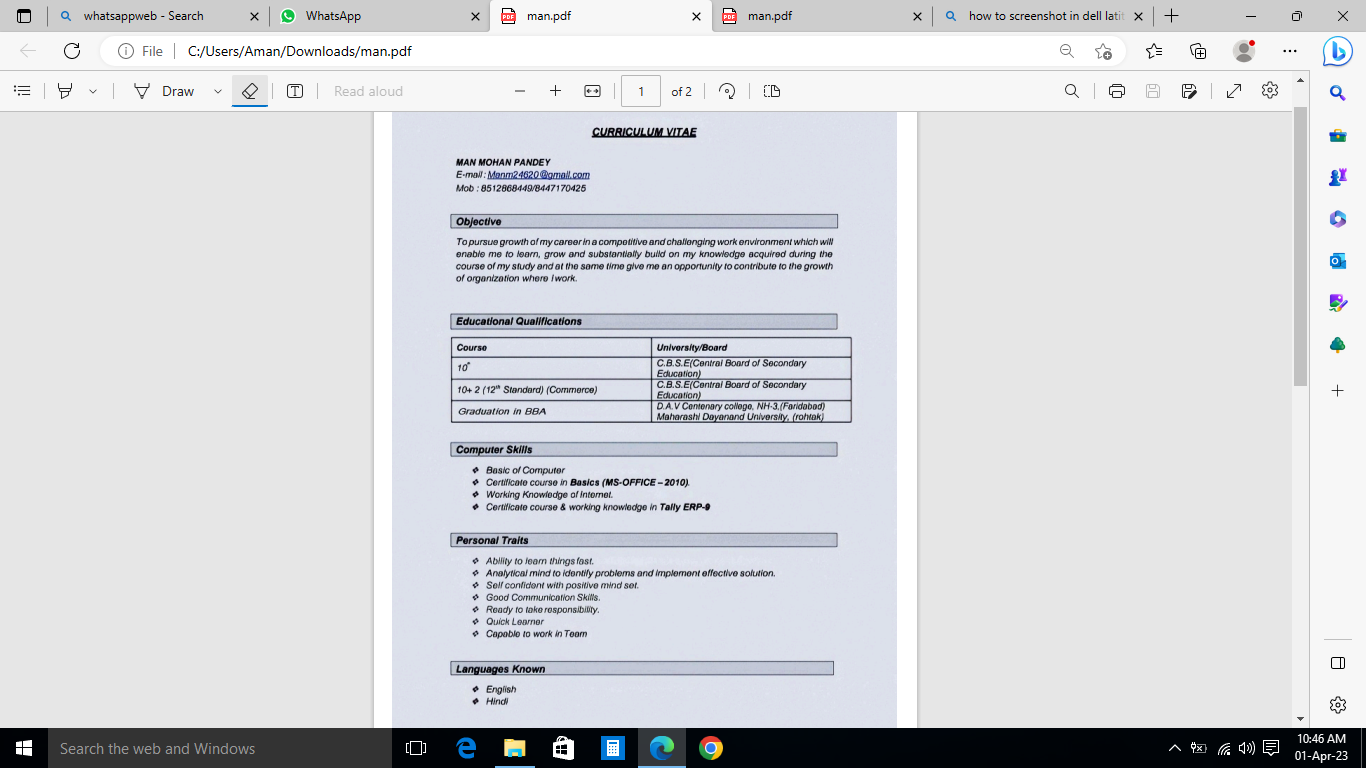 whatsappweb - Search
WhatsApp
man.pdf
man.pdf
how to screenshot in dell latit
File
C:/Users/Aman/Downloads/man.pdf
Draw
Read aloud
1
of 2
CURRICULUM VITAE
MAN MOHAN PANDEY
E-mail : Manm24620@gmail.com
Mob : 8512868449/8447170425
Objective
To pursue growth of my career in a competitive and challenging work environment which will
enable me to learn, grow and substantially build on my knowledge acquired during the
course of my study and at the same time give me an opportunity to contribute to the growth
of organization where I work.
Educational Qualifications
Course University/Board
10* C.B.S.E(Central Board of Secondary
Education)
10+ 2 (12th Standard) (Commerce) C.B.S.E(Central Board of Secondary
Education)
Graduation in BBA D.A.V Centenary college, NH-3,(Faridabad)
Maharashi Dayanand University, (rohtak)
Computer Skills
❖ Basic of Computer
❖ Certificate course in Basics (MS-OFFICE – 2010).
❖ Working Knowledge of Internet.
❖ Certificate course & working knowledge in Tally ERP-9
Personal Traits
❖ Ability to learn things fast.
❖ Analytical mind to identify problems and implement effective solution.
❖ Self confident with positive mind set.
❖ Good Communication Skills.
❖ Ready to take responsibility.
❖ Quick Learner
❖ Capable to work in Team
Languages Known
❖ English
❖ Hindi
Search the web and Windows
10:46 AM
01-Apr-23